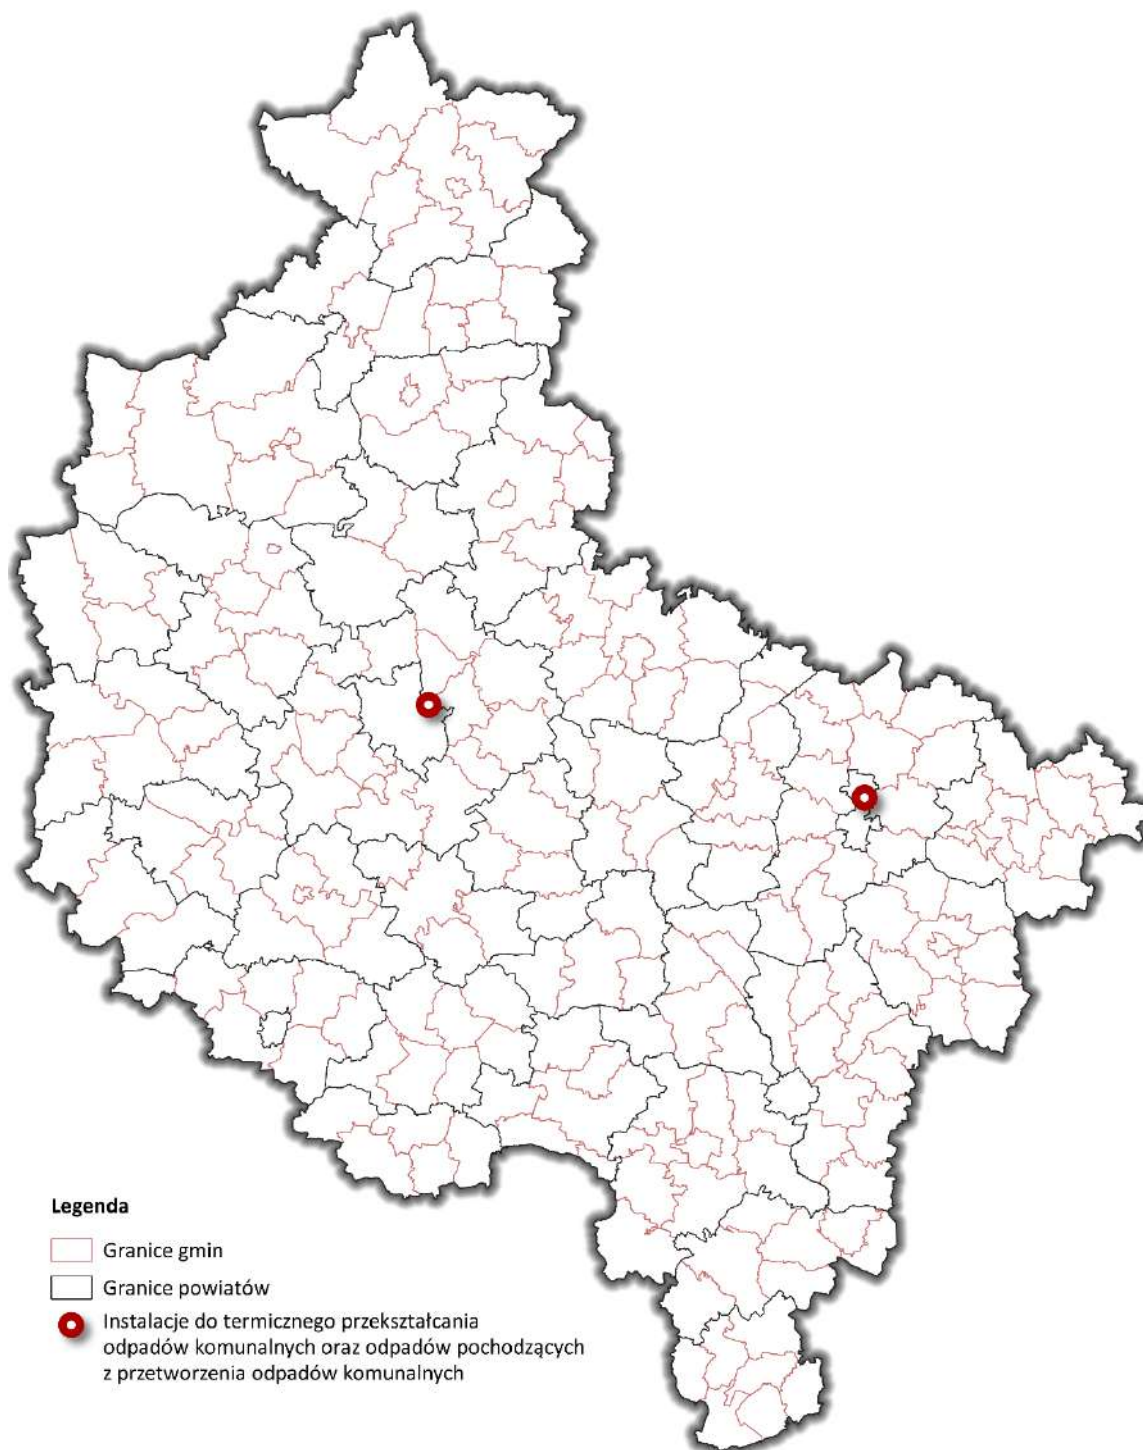 Legenda
Granice gmin
Granice powiatów
Instalacje do termicznego przekształcania
odpadów komunalnych oraz odpadów pochodzących
z przetworzenia odpadów komunalnych